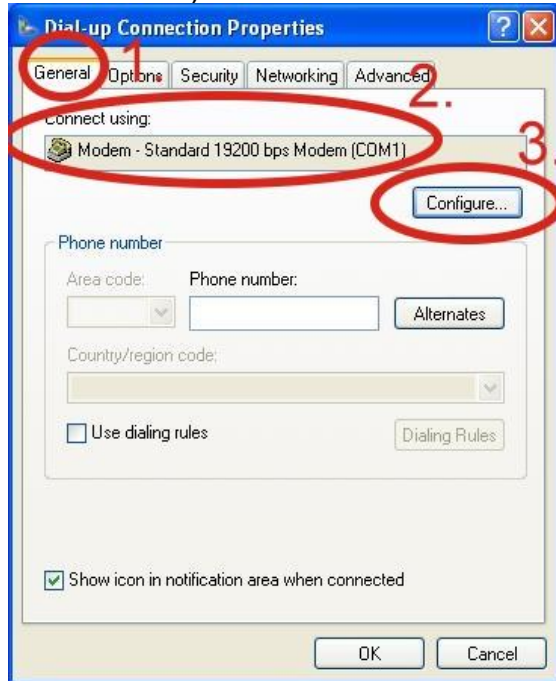 Dial-up Connection Properties
1
General Options Security Networking Advanced
2.
Connect using:
Modem - Standard 19200 bps Modem (COM1)
3.
Configure...
Phone number
Area code: Phone number:
Alternates
Country/region code:
Use dialing rules
Dialing Rules
Show icon in notification area when connected
OK Cancel